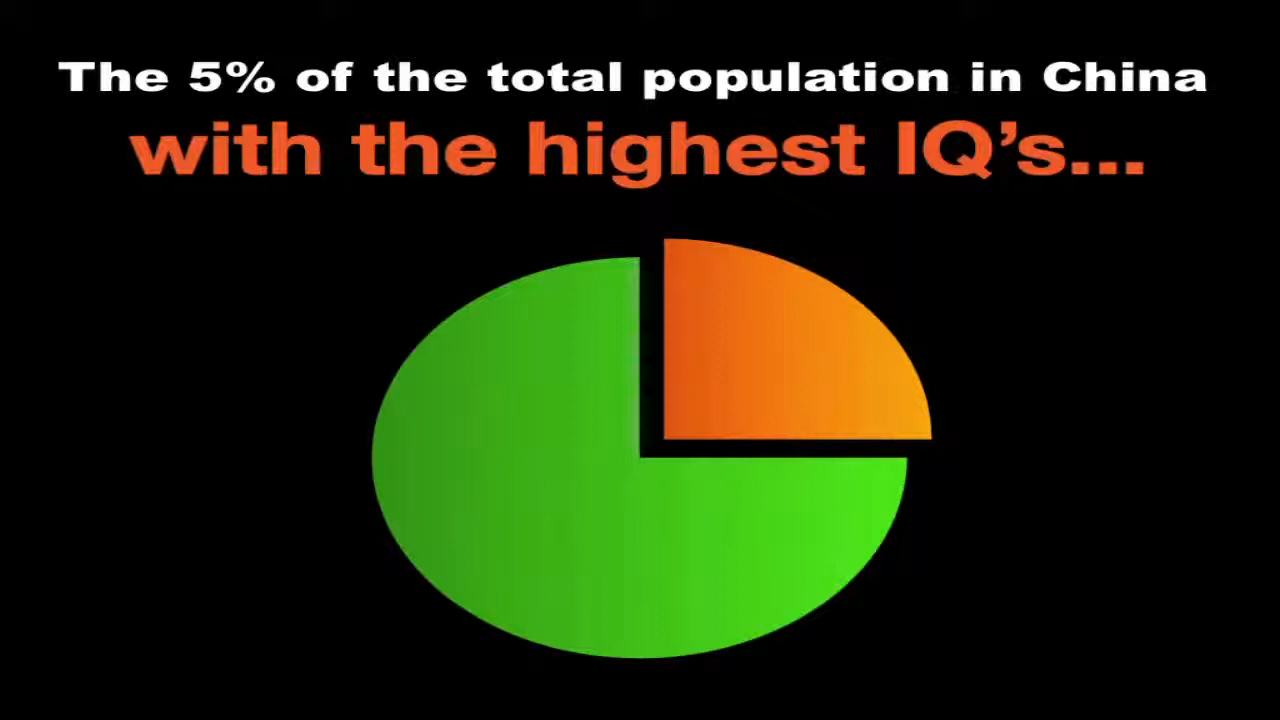 The 5% of the total population in China
with the highest IQ’s...